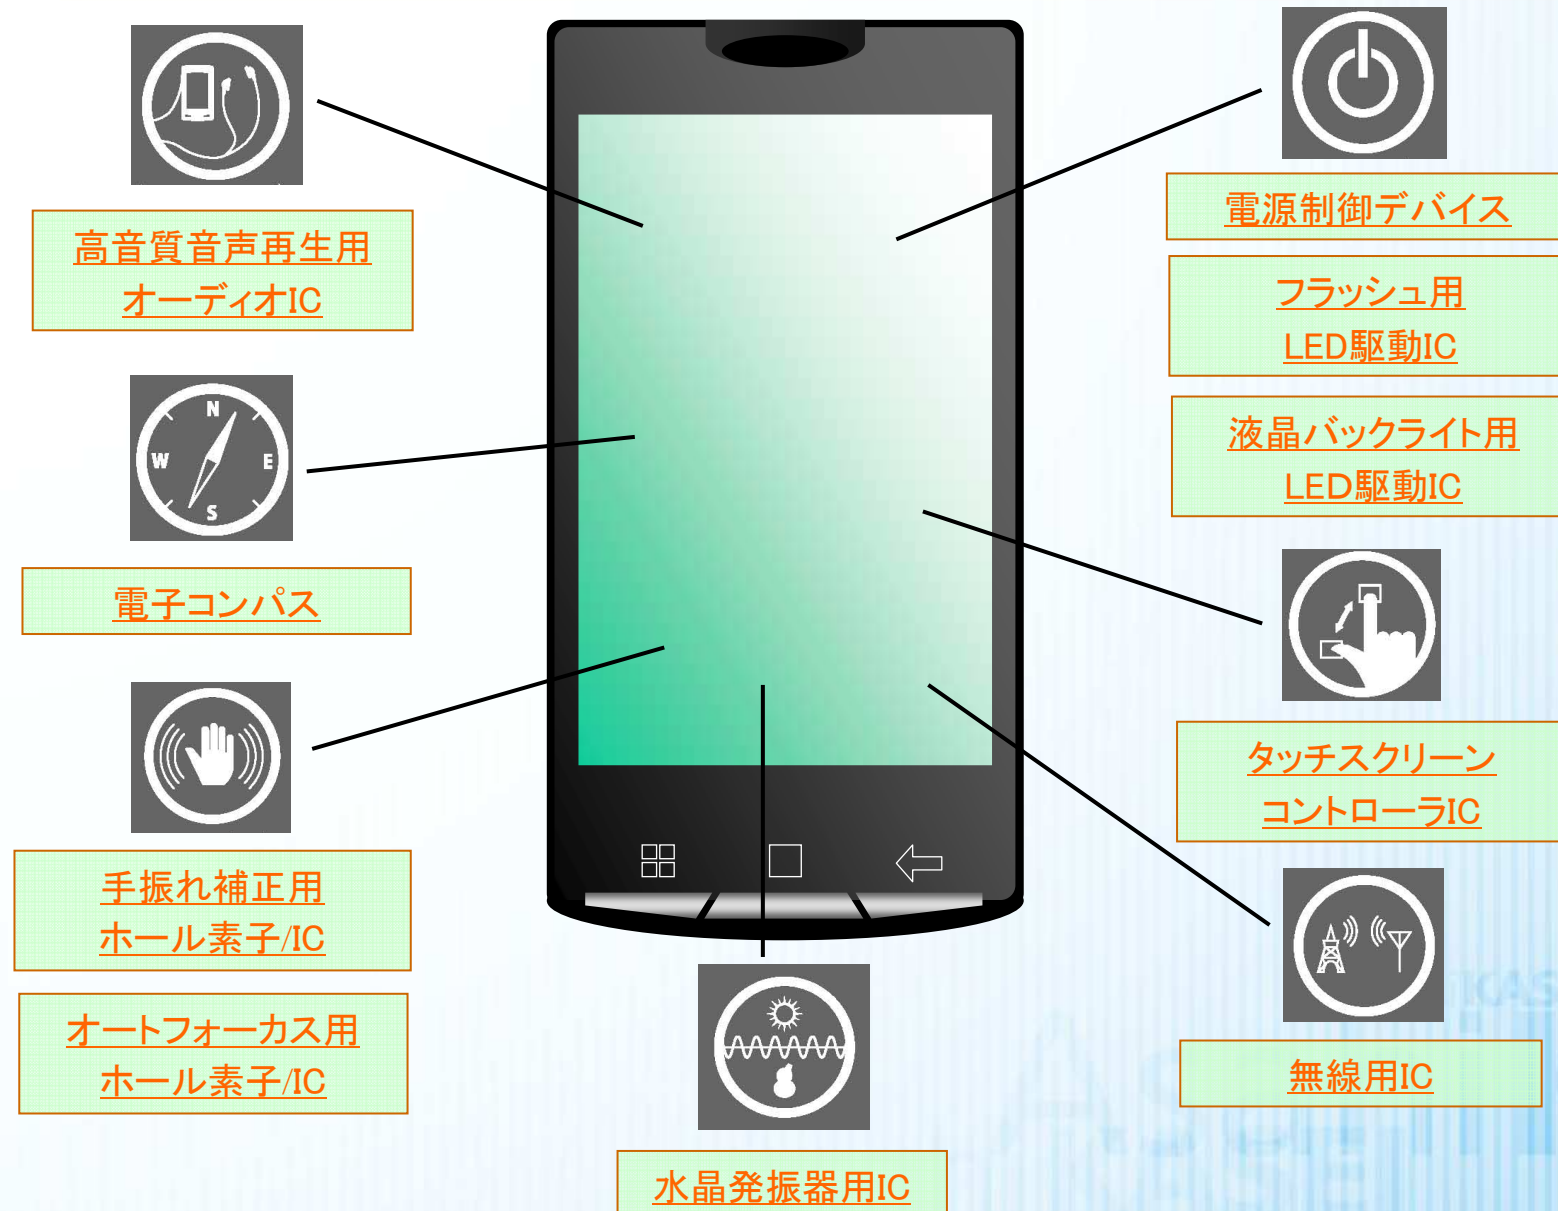 高音質音声再生用
オーディオIC
N
W
E
S
電子コンパス
手振れ補正用
ホール素子/IC
オートフォーカス用
ホール素子/IC
水晶発振器用IC
電源制御デバイス
フラッシュ用
LED駆動IC
液晶バックライト用
LED駆動IC
タッチスクリーン
コントローラIC
無線用IC